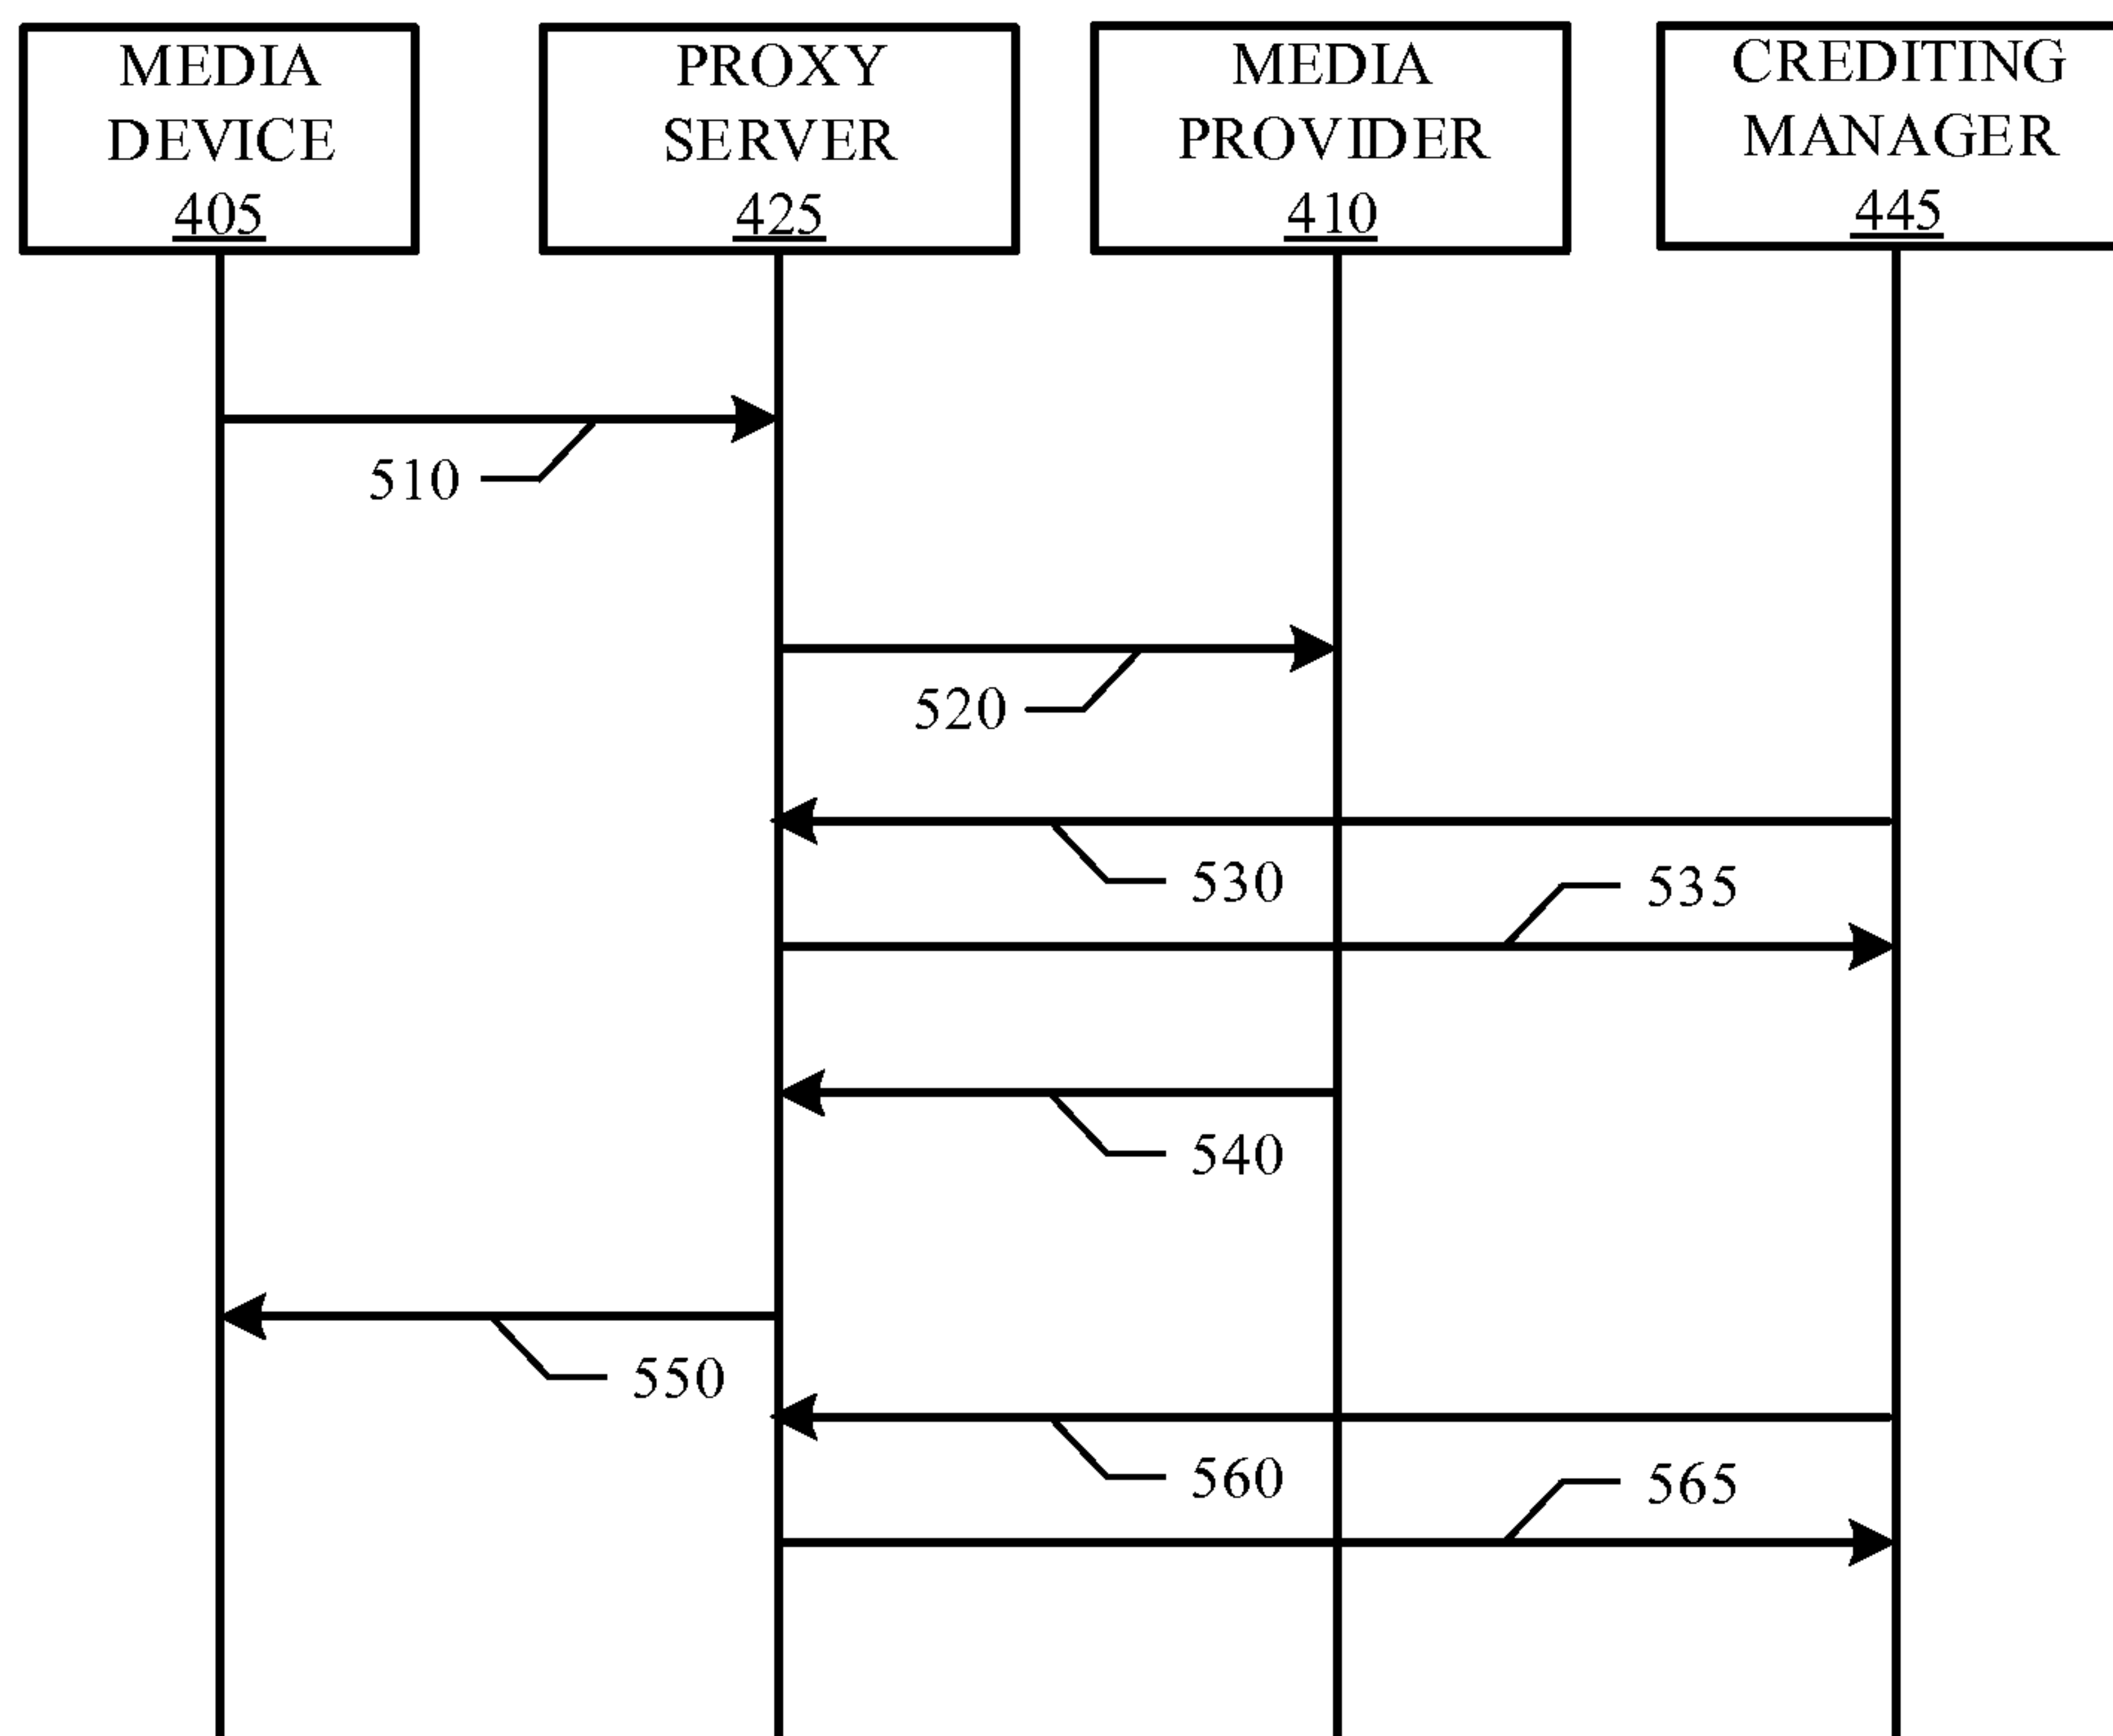 MEDIA
DEVICE
405
PROXY
SERVER
425
MEDIA
PROVIDER
410
CREDITING
MANAGER
445
510
520
530
535
540
550
560
565